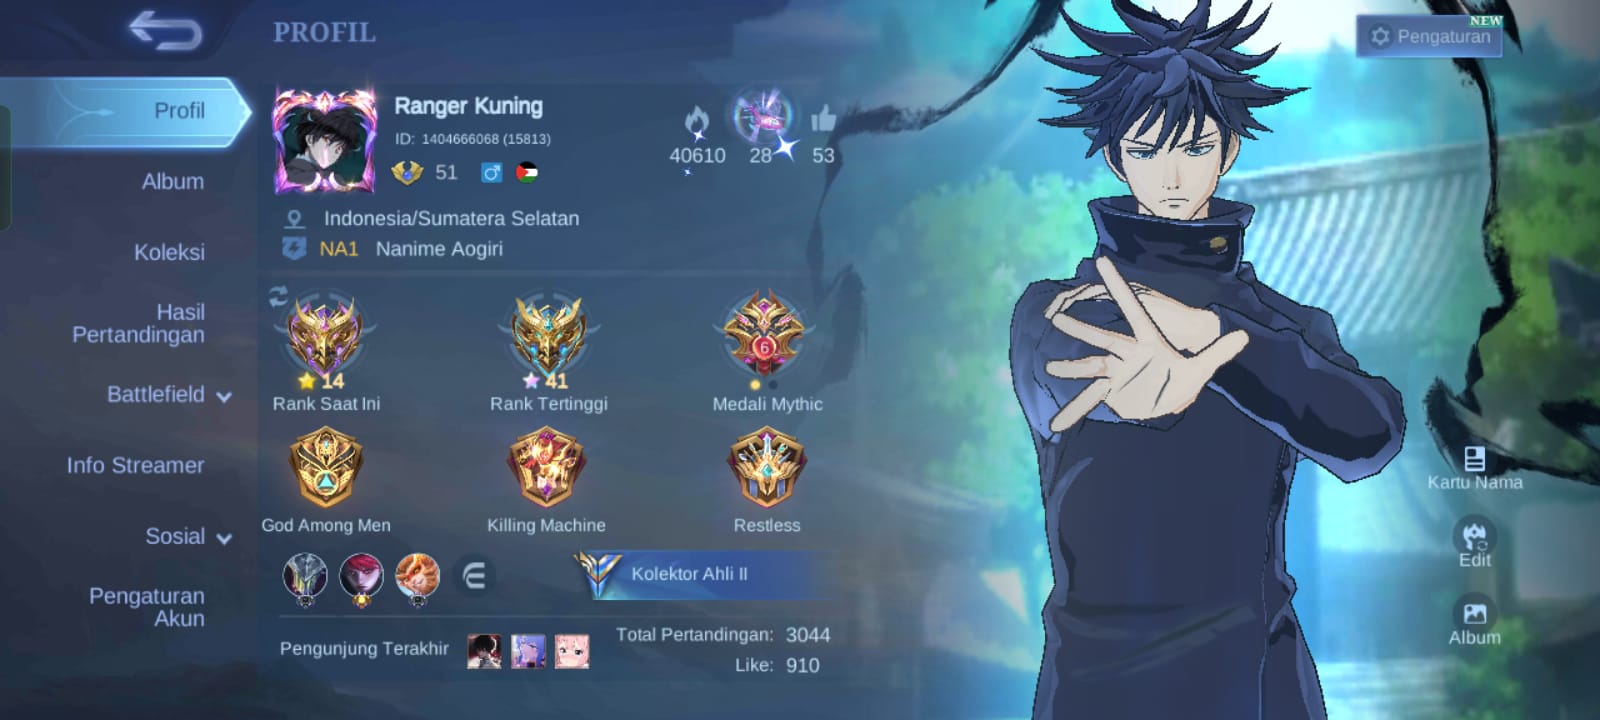 PROFIL
NEW
Pengaturan
Profil
Album
Koleksi
Hasil
Pertandingan
Battlefield
Info Streamer
Sosial
Pengaturan
Akun
Ranger Kuning
ID: 1404666068 (15813)
51
40610
28
53
Indonesia/Sumatera Selatan
NA1 Nanime Aogiri
14
41
6
Rank Saat Ini
Rank Tertinggi
Medali Mythic
God Among Men
Killing Machine
Restless
Kolektor Ahli II
Pengunjung Terakhir
Total Pertandingan: 3044
Like: 910
Kartu Nama
Edit
Album